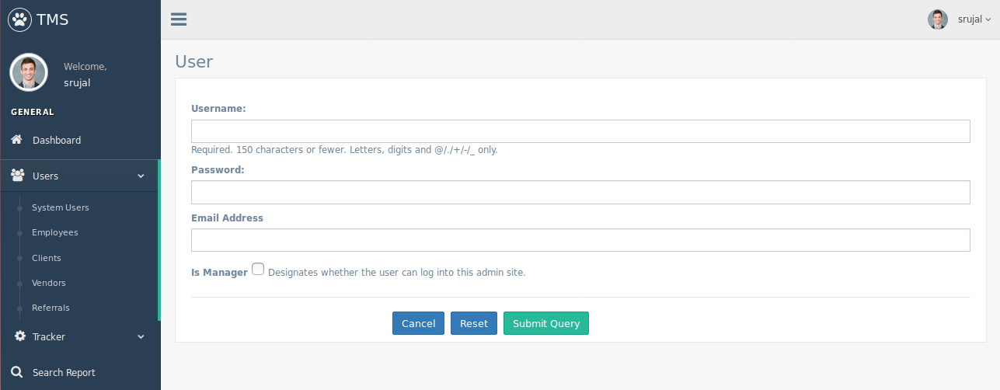 TMS
srujal
Welcome,
srujal
GENERAL
Dashboard
Users
System Users
Employees
Clients
Vendors
Referrals
Tracker
Search Report
User
Username:
Required. 150 characters or fewer. Letters, digits and @/./+/-/_ only.
Password:
Email Address
Is Manager Designates whether the user can log into this admin site.
Cancel Reset Submit Query